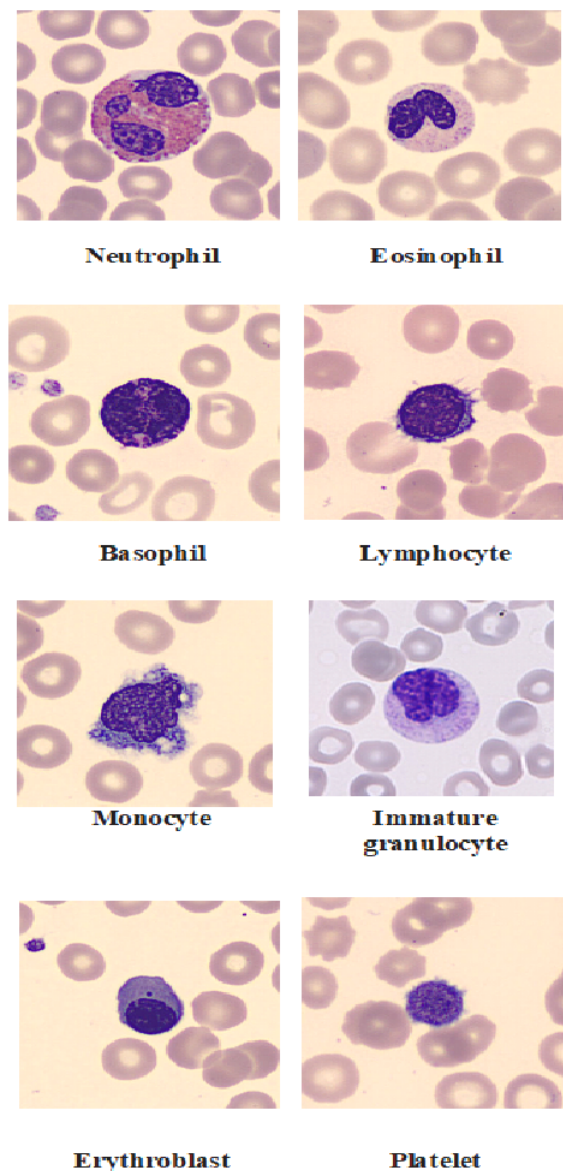 Neutrophil
Eosinophil
Basophil
Lymphocyte
Monocyte
Immature
granulocyte
Erythroblast
Platelet